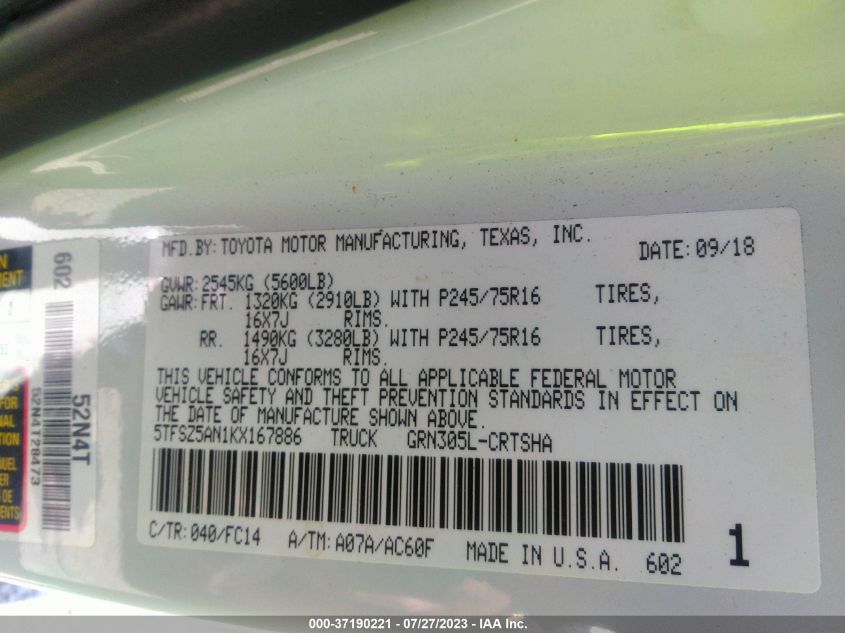 MFD.BY: TOYOTA MOTOR MANUFACTURING, TEXAS, INC. DATE: 09/18
GVWR: 2545KG (5600LB)
GAWR: FRT. 1320KG (2910LB) WITH P245/75R16 TIRES,
16X7J RIMS.
RR. 1490KG (3280LB) WITH P245/75R16 TIRES,
16X7J RIMS.
THIS VEHICLE CONFORMS TO ALL APPLICABLE FEDERAL MOTOR
VEHICLE SAFETY AND THEFT PREVENTION STANDARDS IN EFFECT ON
THE DATE OF MANUFACTURE SHOWN ABOVE.
5TFSZ5AN1KX167886 TRUCK GRN305L-CRTSHA
C/TR: 040/FC14 A/TM: A07A/AC60F MADE IN U.S.A. 602
1
602
52N4T
52N4T28473
FOR
DE
000-37190221 - 07/27/2023 - IAA Inc.